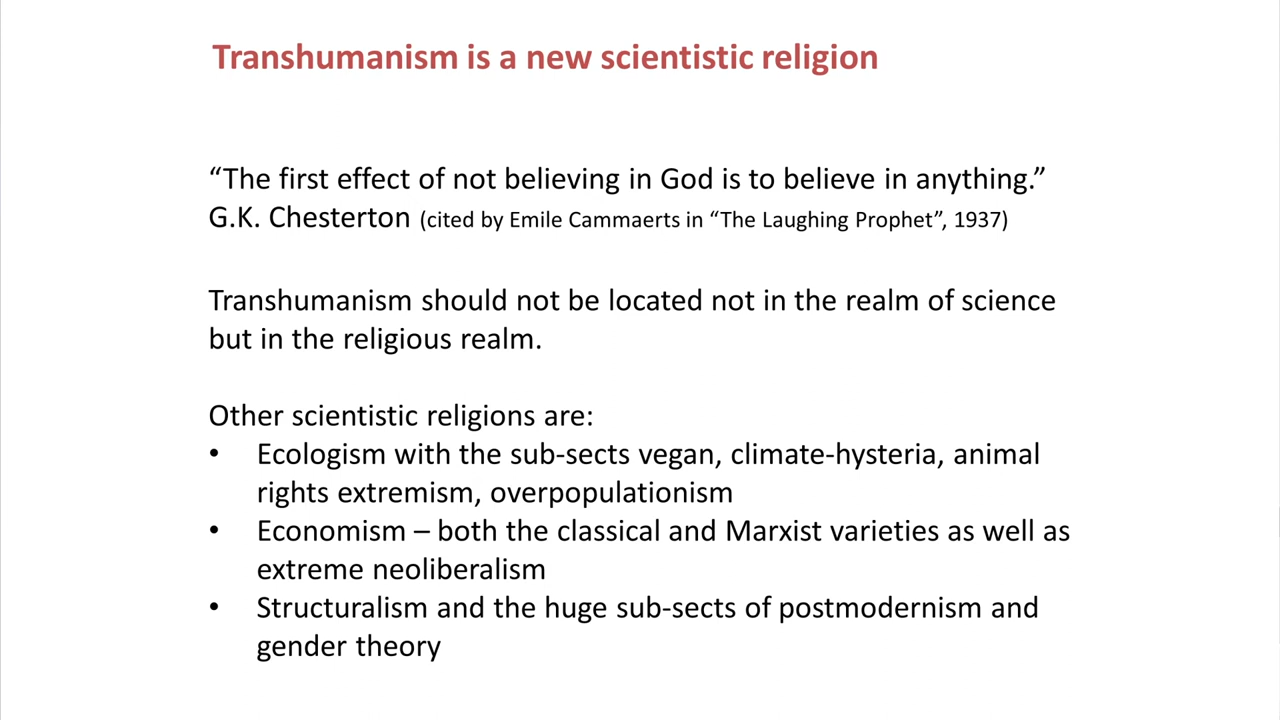 Transhumanism is a new scientistic religion
“The first effect of not believing in God is to believe in anything.”
G.K. Chesterton (cited by Emile Cammaerts in “The Laughing Prophet”, 1937)
Transhumanism should not be located not in the realm of science
but in the religious realm.
Other scientistic religions are:
• Ecologism with the sub-sects vegan, climate-hysteria, animal
rights extremism, overpopulationism
• Economism – both the classical and Marxist varieties as well as
extreme neoliberalism
• Structuralism and the huge sub-sects of postmodernism and
gender theory